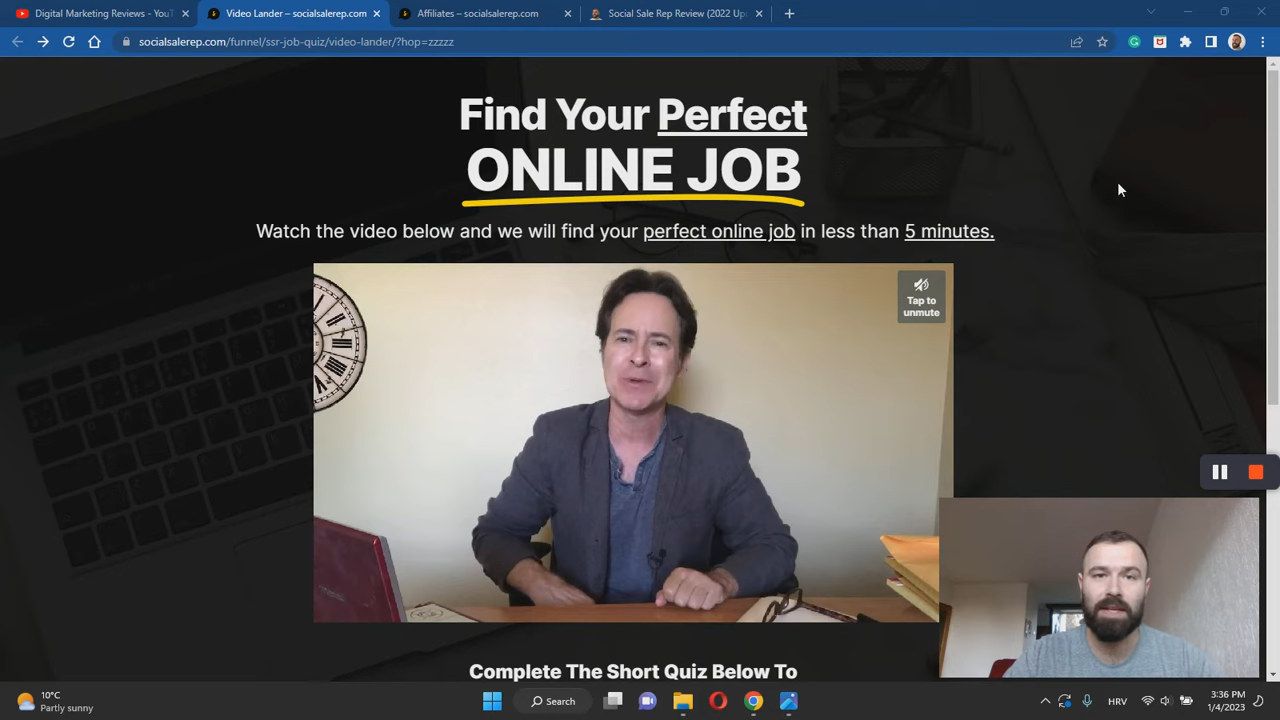 Digital Marketing Reviews - YouT
Video Lander – socialsalerep.com
Affiliates – socialsalerep.com
Social Sale Rep Review (2022 Up
socialsalerep.com/funnel/ssr-job-quiz/video-lander/?hop=zzzzz
Find Your Perfect
ONLINE JOB
Watch the video below and we will find your perfect online job in less than 5 minutes.
Tap to
unmute
Complete The Short Quiz Below To
10°C
Partly sunny
Search
HRV
3:36 PM
1/4/2023